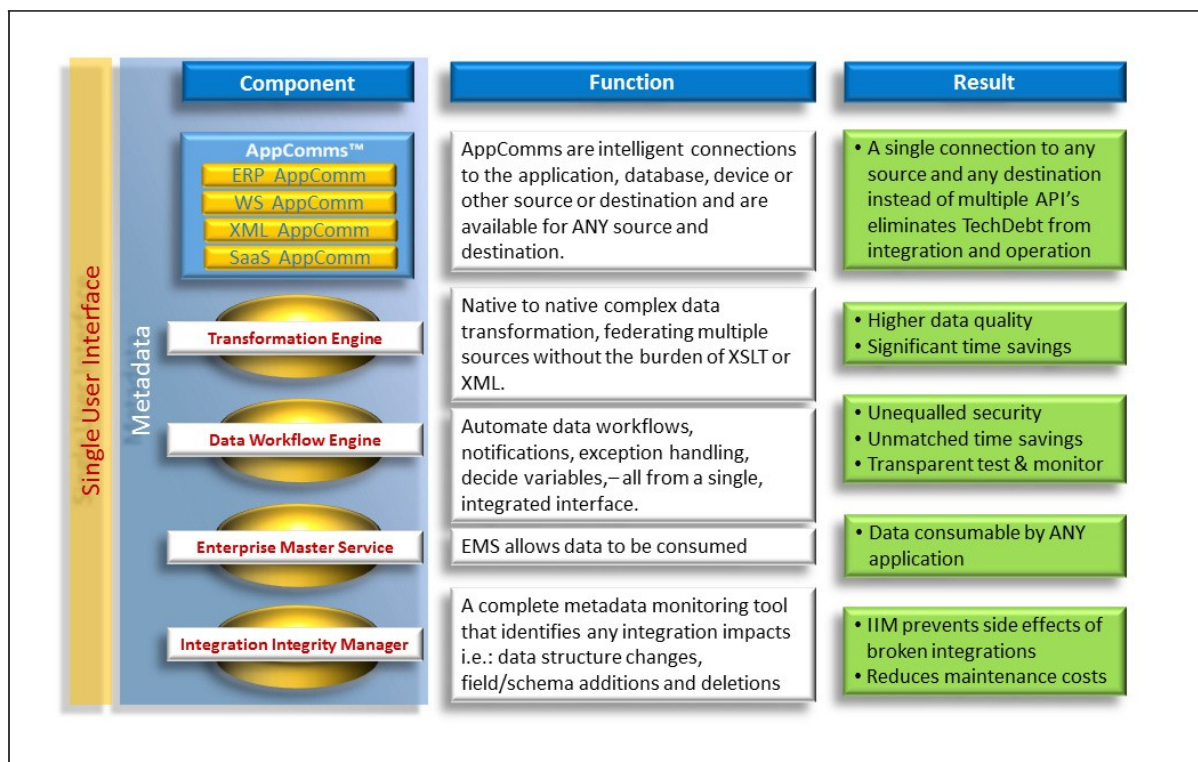 Single User Interface
Metadata
Component
Function
Result
AppComms™
ERP AppComm
WS AppComm
XML AppComm
SaaS AppComm
AppComms are intelligent connections
to the application, database, device or
other source or destination and are
available for ANY source and
destination.
• A single connection to any
source and any destination
instead of multiple API's
eliminates TechDebt from
integration and operation
Transformation Engine
Native to native complex data
transformation, federating multiple
sources without the burden of XSLT or
XML.
• Higher data quality
• Significant time savings
Data Workflow Engine
Automate data workflows,
notifications, exception handling,
decide variables,– all from a single,
integrated interface.
• Unequalled security
• Unmatched time savings
• Transparent test & monitor
Enterprise Master Service
EMS allows data to be consumed
• Data consumable by ANY
application
Integration Integrity Manager
A complete metadata monitoring tool
that identifies any integration impacts
i.e.: data structure changes,
field/schema additions and deletions
• IIM prevents side effects of
broken integrations
• Reduces maintenance costs